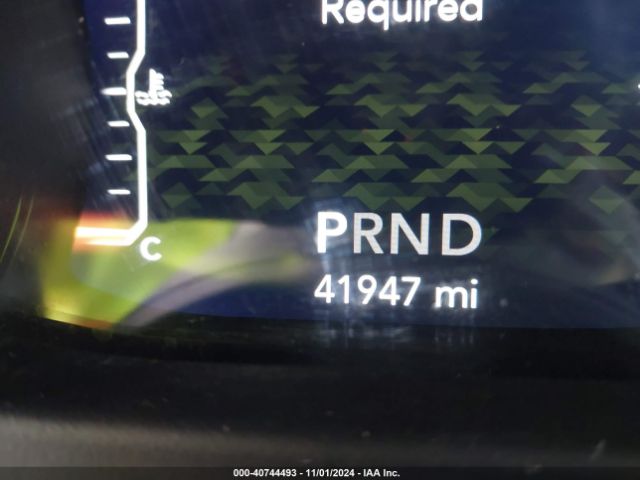 Required
C
PRND
41947 mi
000-40744493 - 11/01/2024 - IAA Inc.